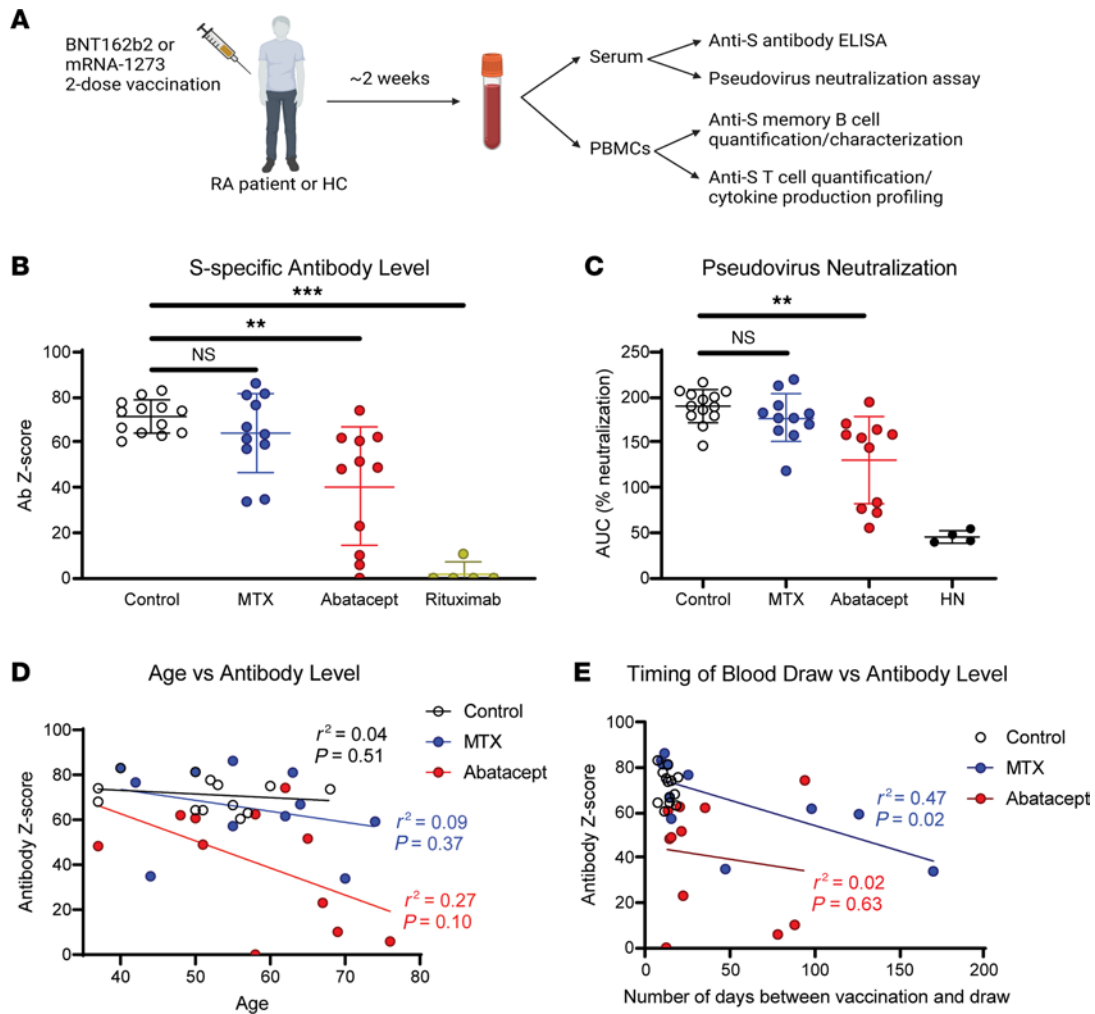 A
BNT162b2 or
mRNA-1273
2-dose vaccination
~2 weeks
RA patient or HC
Serum
PBMCs
Anti-S antibody ELISA
Pseudovirus neutralization assay
Anti-S memory B cell
quantification/characterization
Anti-S T cell quantification/
cytokine production profiling
B
S-specific Antibody Level
***
**
NS
Ab Z-score
100
80
60
40
20
0
Control
MTX
Abatacept
Rituximab
C
Pseudovirus Neutralization
**
NS
AUC (% neutralization)
250
200
150
100
50
0
Control
MTX
Abatacept
HN
D
Age vs Antibody Level
Control
MTX
Abatacept
r² = 0.04
P = 0.51
r² = 0.09
P = 0.37
r² = 0.27
P = 0.10
Antibody Z-score
100
80
60
40
20
0
40
50
60
70
80
Age
E
Timing of Blood Draw vs Antibody Level
Control
MTX
Abatacept
r² = 0.47
P = 0.02
r² = 0.02
P = 0.63
Antibody Z-score
100
80
60
40
20
0
0
50
100
150
200
Number of days between vaccination and draw